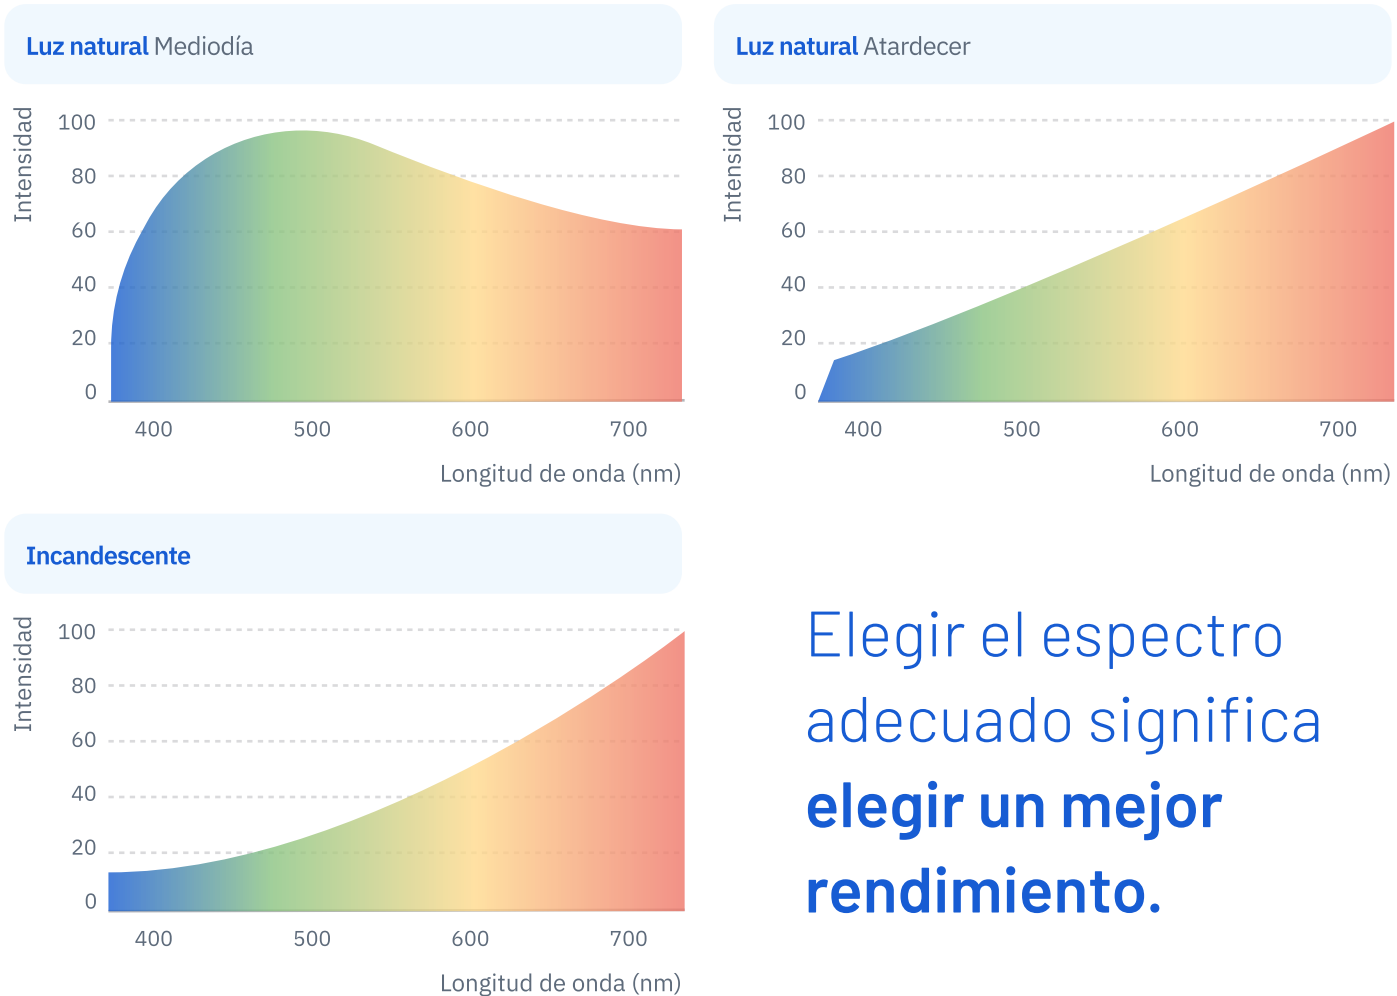 Luz natural Mediodía
Intensidad
100
80
60
40
20
0
400 500 600 700
Longitud de onda (nm)
Luz natural Atardecer
Intensidad
100
80
60
40
20
0
400 500 600 700
Longitud de onda (nm)
Incandescente
Intensidad
100
80
60
40
20
0
400 500 600 700
Longitud de onda (nm)
Elegir el espectro
adecuado significa
elegir un mejor
rendimiento.